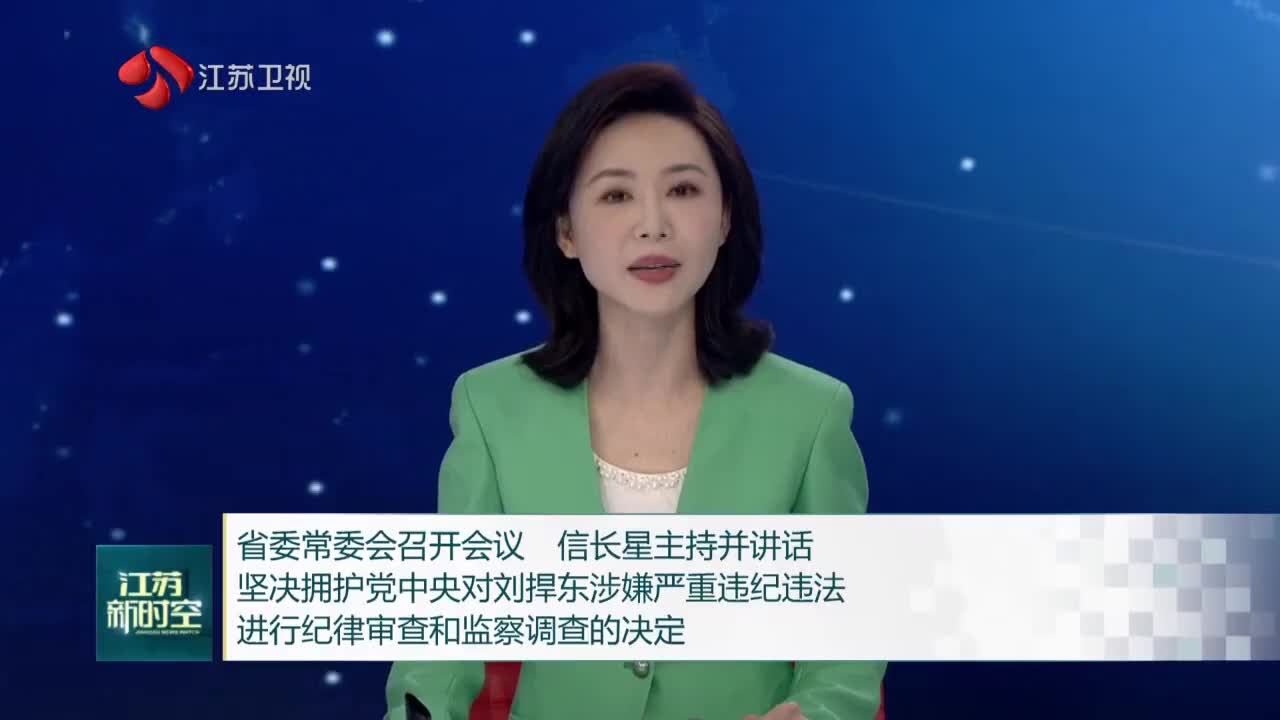 江苏卫视
省委常委会召开会议　信长星主持并讲话
坚决拥护党中央对刘捍东涉嫌严重违纪违法
进行纪律审查和监察调查的决定
江苏
新时空
JIANGSU NEWS WATCH